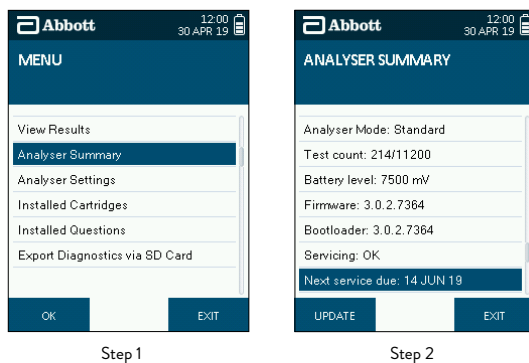 Abbott
12:00
30 APR 19
MENU
View Results
Analyser Summary
Analyser Settings
Installed Cartridges
Installed Questions
Export Diagnostics via SD Card
OK
EXIT
Step 1
Abbott
12:00
30 APR 19
ANALYSER SUMMARY
Analyser Mode: Standard
Test count: 214/11200
Battery level: 7500 mV
Firmware: 3.0.2.7364
Bootloader: 3.0.2.7364
Servicing: OK
Next service due: 14 JUN 19
UPDATE
EXIT
Step 2